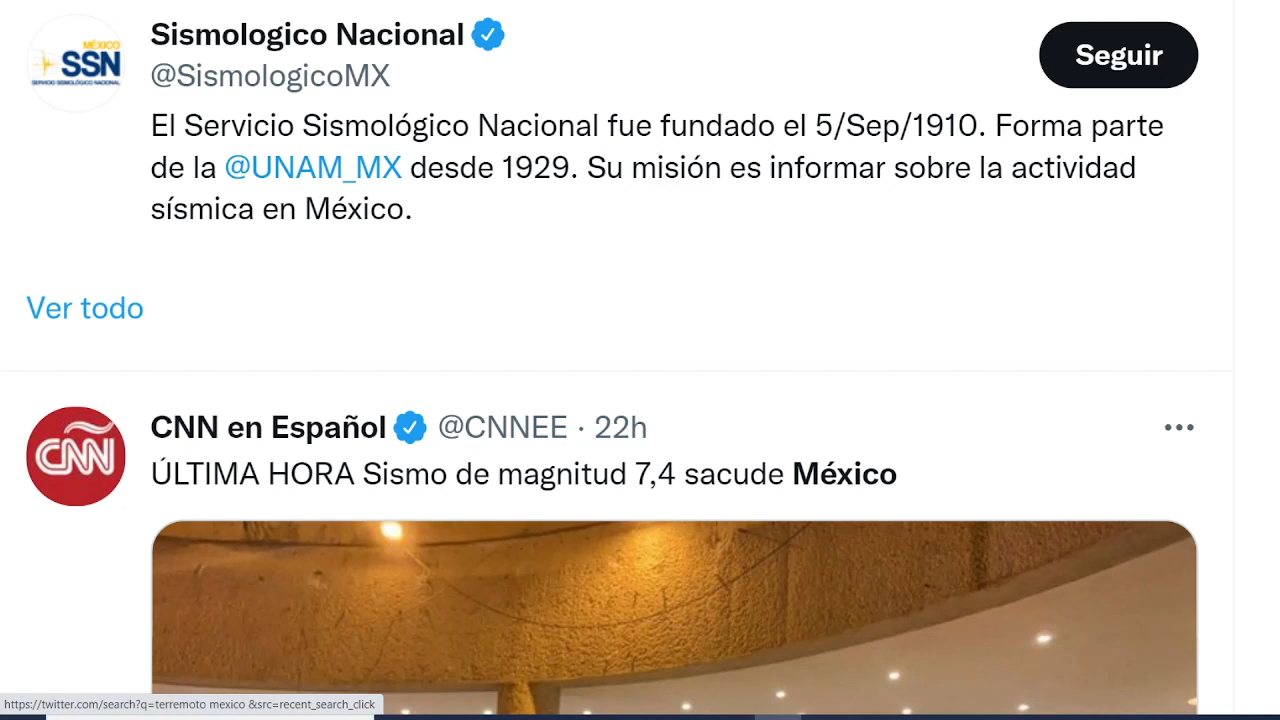 Sismologico Nacional
MÉXICO
SSN
SERVICIO SISMOLÓGICO NACIONAL
@SismologicoMX
Seguir
El Servicio Sismológico Nacional fue fundado el 5/Sep/1910. Forma parte
de la @UNAM_MX desde 1929. Su misión es informar sobre la actividad
sísmica en México.
Ver todo
CNN
CNN en Español @CNNEE · 22h
ÚLTIMA HORA Sismo de magnitud 7,4 sacude México
https://twitter.com/search?q=terremoto mexico &src=recent_search_click